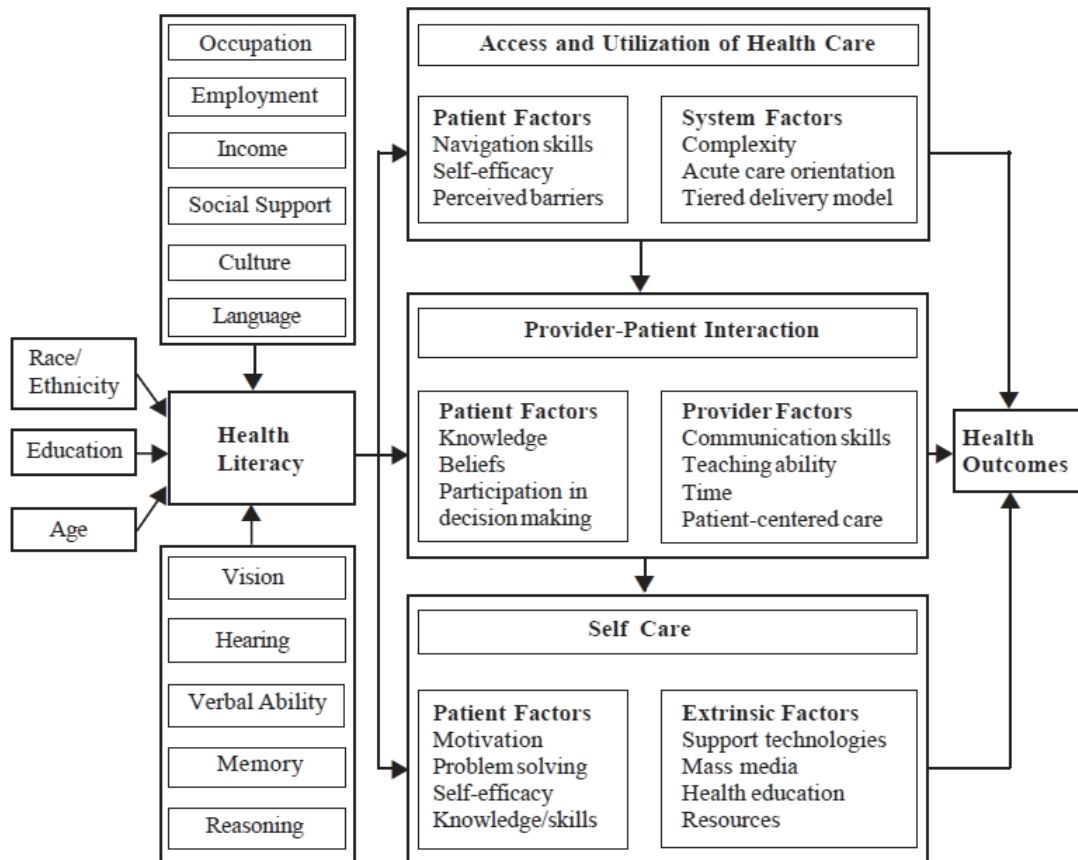 Occupation
Employment
Income
Social Support
Culture
Language
Race/
Ethnicity
Education
Age
Health
Literacy
Vision
Hearing
Verbal Ability
Memory
Reasoning
Access and Utilization of Health Care
Patient Factors
Navigation skills
Self-efficacy
Perceived barriers
System Factors
Complexity
Acute care orientation
Tiered delivery model
Provider-Patient Interaction
Patient Factors
Knowledge
Beliefs
Participation in
decision making
Provider Factors
Communication skills
Teaching ability
Time
Patient-centered care
Self Care
Patient Factors
Motivation
Problem solving
Self-efficacy
Knowledge/skills
Extrinsic Factors
Support technologies
Mass media
Health education
Resources
Health
Outcomes